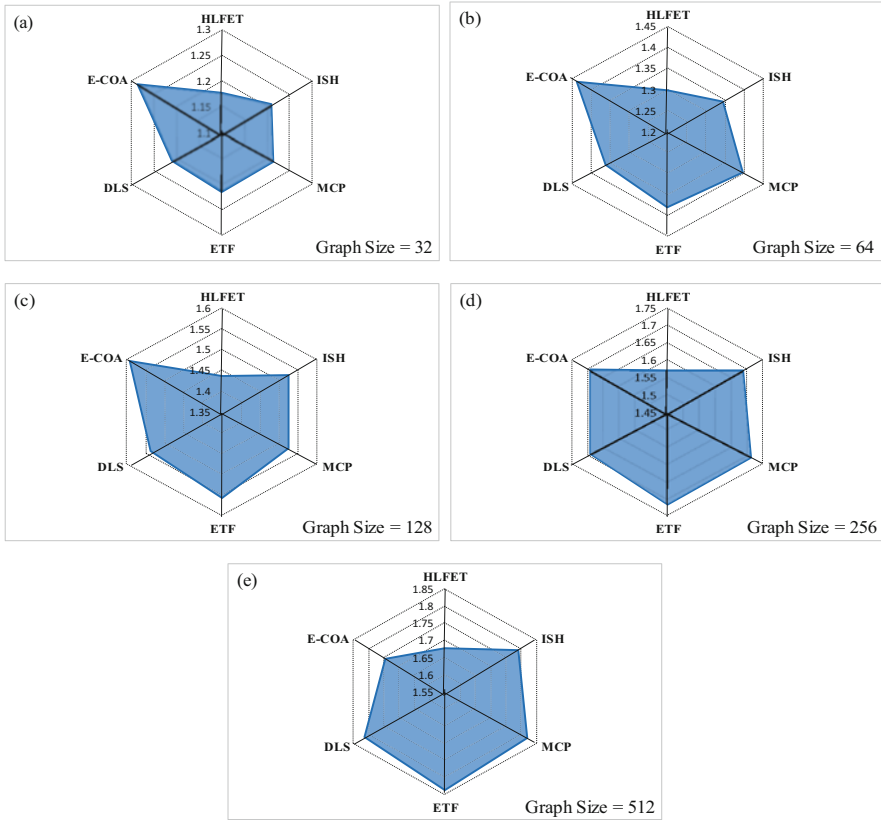 (a)
HLFET
1.3
1.25
1.2
1.15
1.1
E-COA
ISH
DLS
MCP
ETF
Graph Size = 32
(b)
HLFET
1.45
1.4
1.35
1.3
1.25
1.2
E-COA
ISH
DLS
MCP
ETF
Graph Size = 64
(c)
HLFET
1.6
1.55
1.5
1.45
1.4
1.35
E-COA
ISH
DLS
MCP
ETF
Graph Size = 128
(d)
HLFET
1.75
1.7
1.65
1.6
1.55
1.5
1.45
E-COA
ISH
DLS
MCP
ETF
Graph Size = 256
(e)
HLFET
1.85
1.8
1.75
1.7
1.65
1.6
1.55
E-COA
ISH
DLS
MCP
ETF
Graph Size = 512